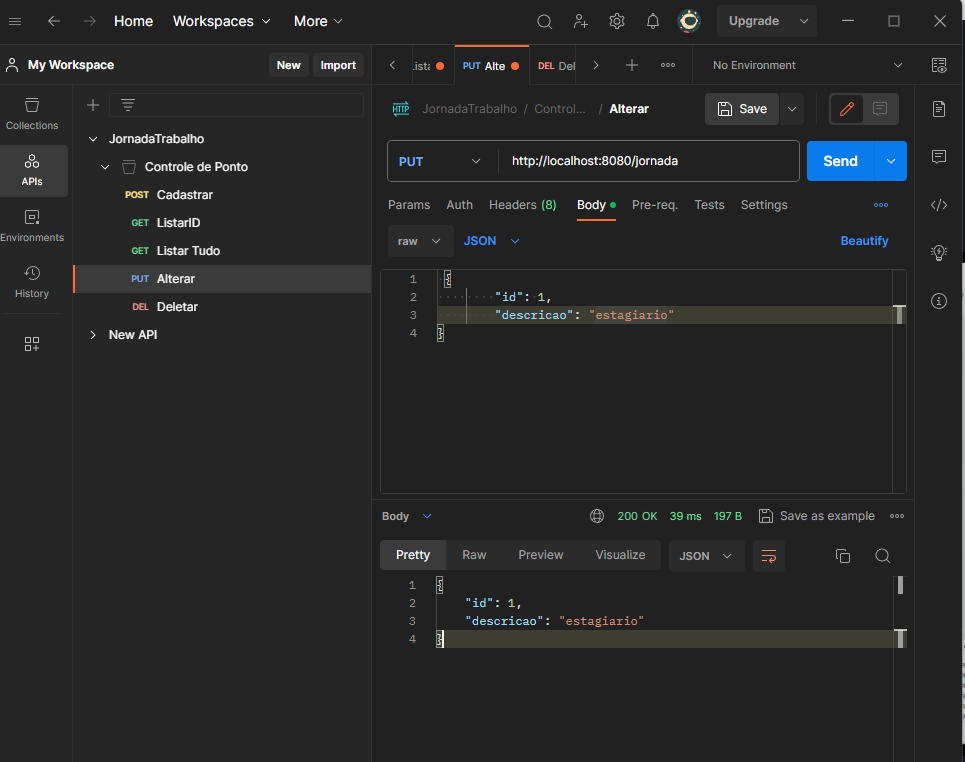 Home Workspaces More Upgrade
My Workspace New Import
ista PUT Alte DEL Del No Environment
Collections
APIs
Environments
History
JornadaTrabalho
Controle de Ponto
POST Cadastrar
GET ListarID
GET Listar Tudo
PUT Alterar
DEL Deletar
New API
HTTP JornadaTrabalho / Control... / Alterar Save
PUT http://localhost:8080/jornada Send
Params Auth Headers (8) Body Pre-req. Tests Settings
raw JSON Beautify
1 {
2 "id": 1,
3 "descricao": "estagiario"
4 }
Body 200 OK 39 ms 197 B Save as example
Pretty Raw Preview Visualize JSON
1 {
2 "id": 1,
3 "descricao": "estagiario"
4 }